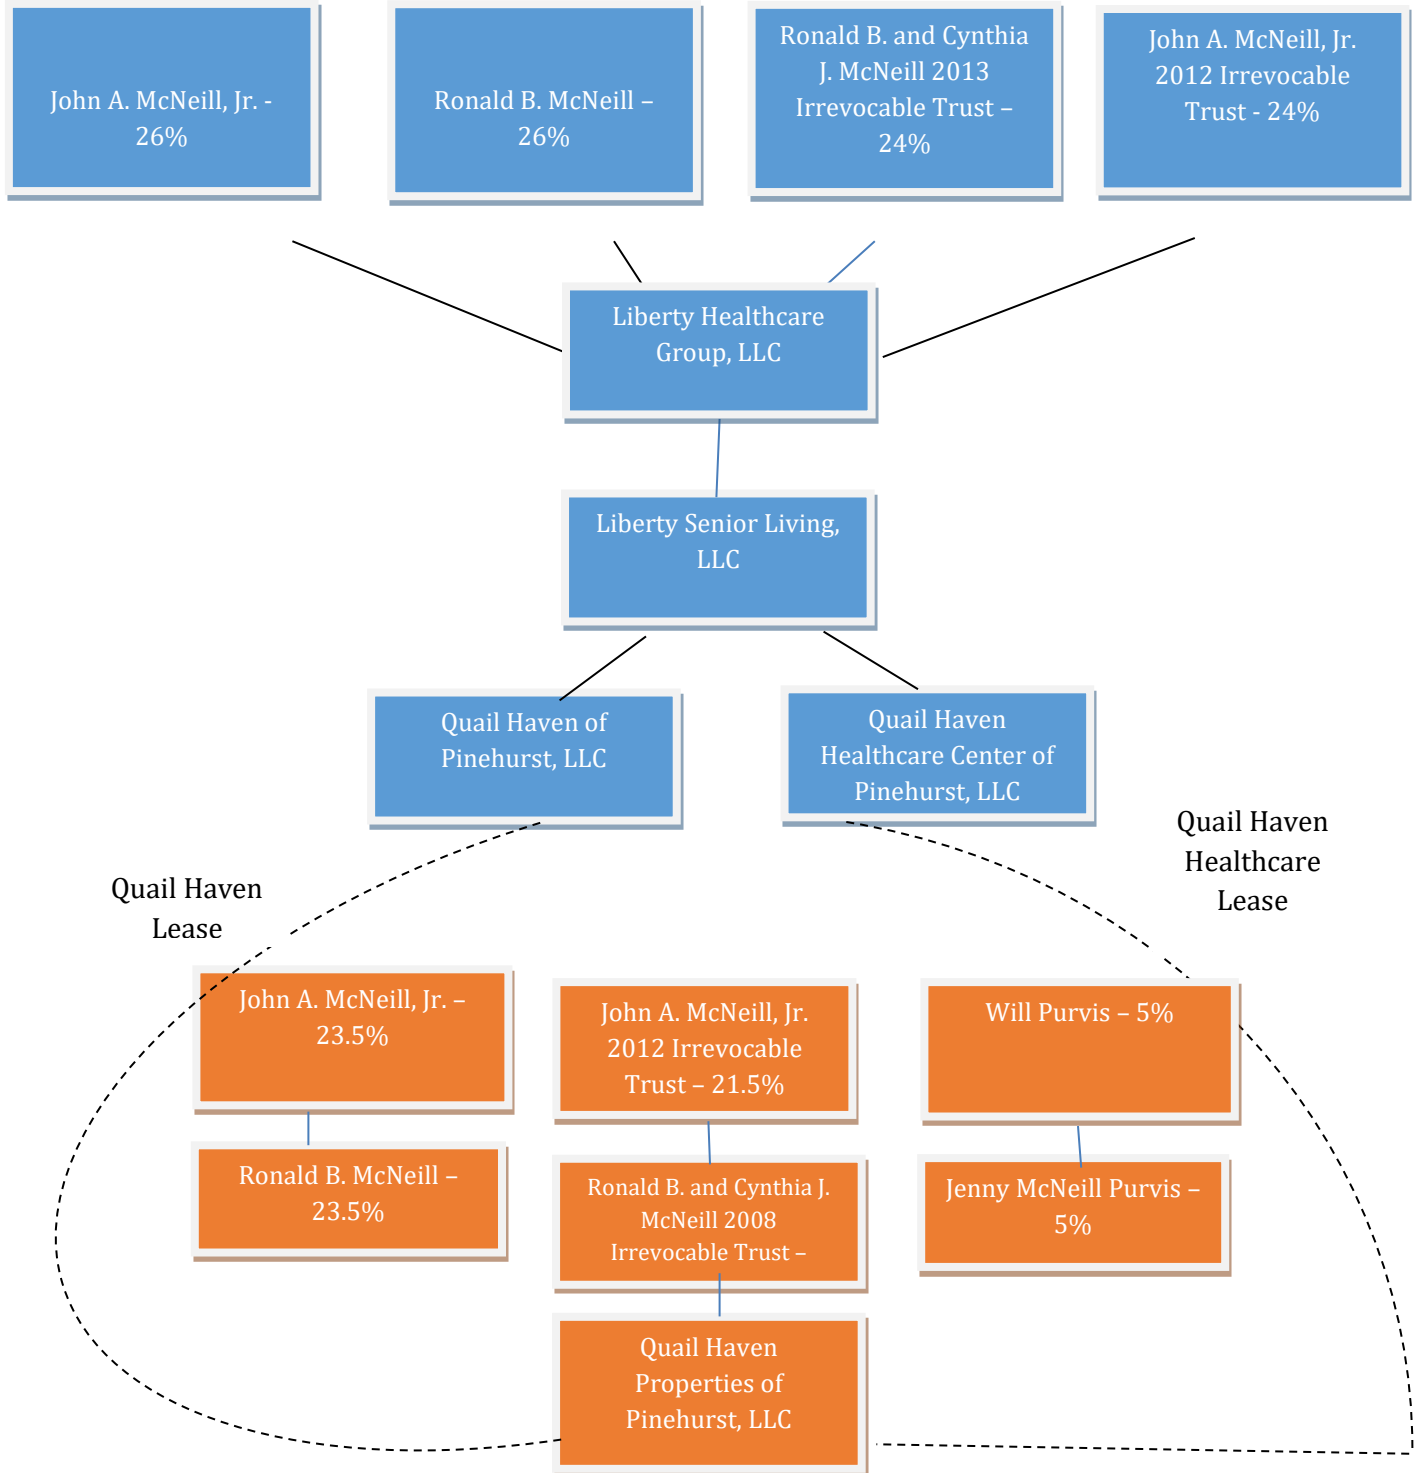 John A. McNeill, Jr. -
26%
Ronald B. McNeill –
26%
Ronald B. and Cynthia
J. McNeill 2013
Irrevocable Trust –
24%
John A. McNeill, Jr.
2012 Irrevocable
Trust - 24%
Liberty Healthcare
Group, LLC
Liberty Senior Living,
LLC
Quail Haven of
Pinehurst, LLC
Quail Haven
Healthcare Center of
Pinehurst, LLC
Quail Haven
Healthcare
Lease
Quail Haven
Lease
John A. McNeill, Jr. –
23.5%
John A. McNeill, Jr.
2012 Irrevocable
Trust – 21.5%
Will Purvis – 5%
Ronald B. McNeill –
23.5%
Ronald B. and Cynthia J.
McNeill 2008
Irrevocable Trust –
Jenny McNeill Purvis –
5%
Quail Haven
Properties of
Pinehurst, LLC